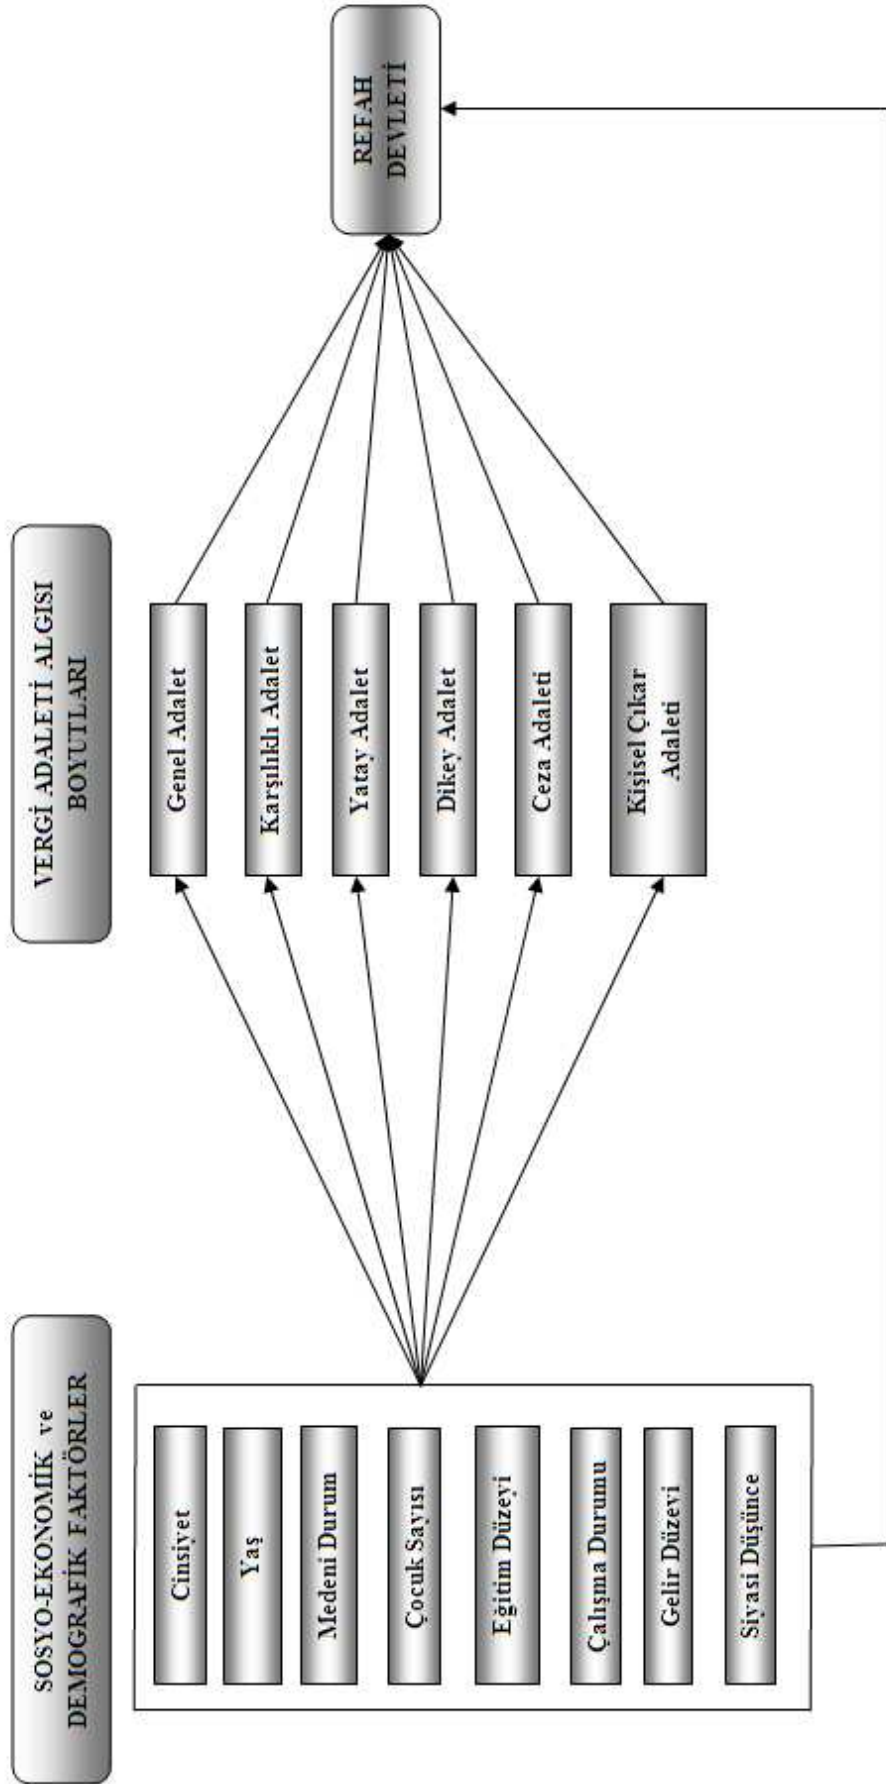 SOSYO-EKONOMİK ve
DEMOGRAFİK FAKTÖRLER
Cinsiyet
Yaş
Medeni Durum
Çocuk Sayısı
Eğitim Düzeyi
Çalışma Durumu
Gelir Düzeyi
Siyasi Düşünce
VERGİ ADALETİ ALGISI
BOYUTLARI
Genel Adalet
Karşılıklı Adalet
Yatay Adalet
Dikey Adalet
Ceza Adaleti
Kişisel Çıkar
Adaleti
REFAH
DEVLETİ